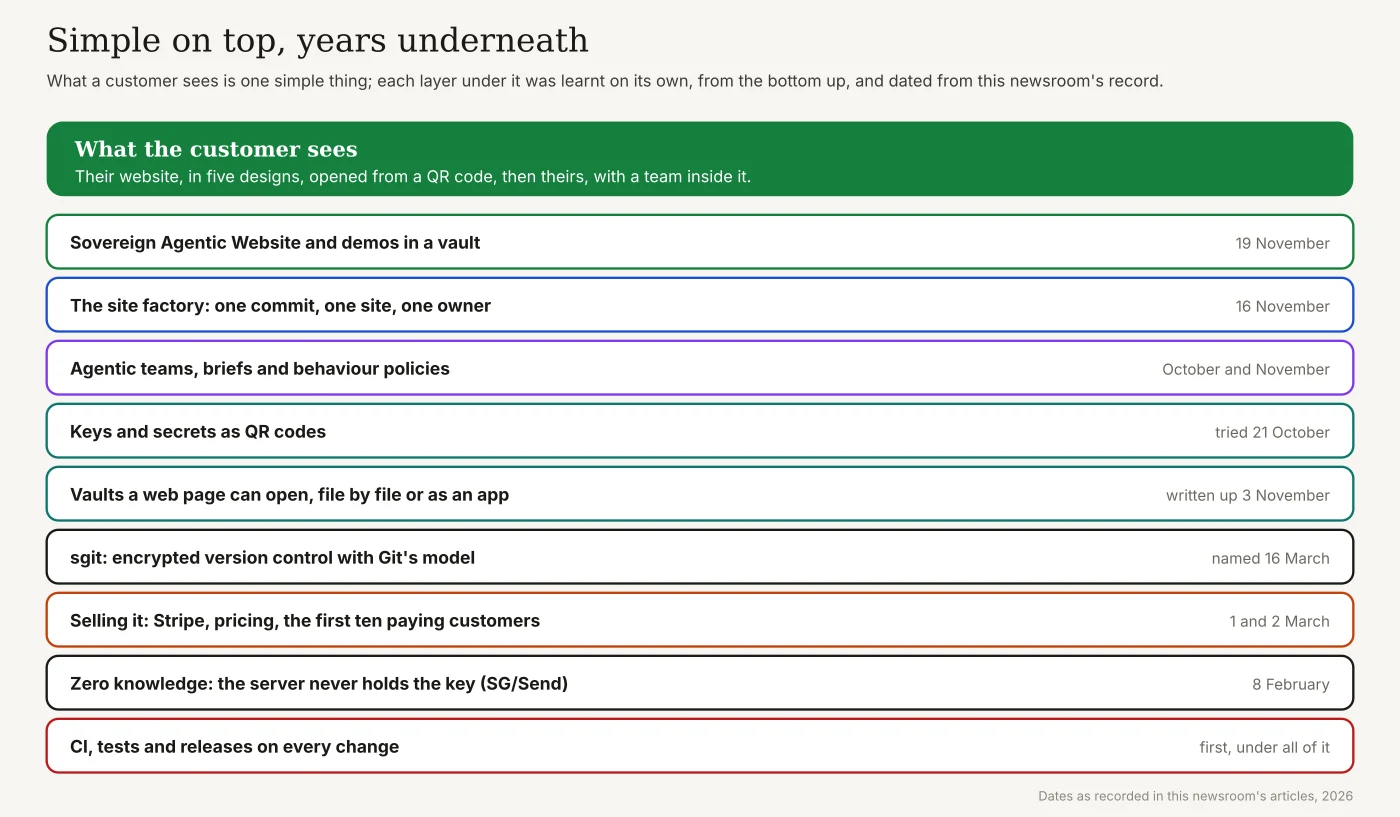 Simple on top, years underneath
What a customer sees is one simple thing; each layer under it was learnt on its own, from the bottom up, and dated from this newsroom's record.
What the customer sees
Their website, in five designs, opened from a QR code, then theirs, with a team inside it.
Sovereign Agentic Website and demos in a vault 19 November
The site factory: one commit, one site, one owner 16 November
Agentic teams, briefs and behaviour policies October and November
Keys and secrets as QR codes tried 21 October
Vaults a web page can open, file by file or as an app written up 3 November
sgit: encrypted version control with Git's model named 16 March
Selling it: Stripe, pricing, the first ten paying customers 1 and 2 March
Zero knowledge: the server never holds the key (SG/Send) 8 February
CI, tests and releases on every change first, under all of it
Dates as recorded in this newsroom's articles, 2026